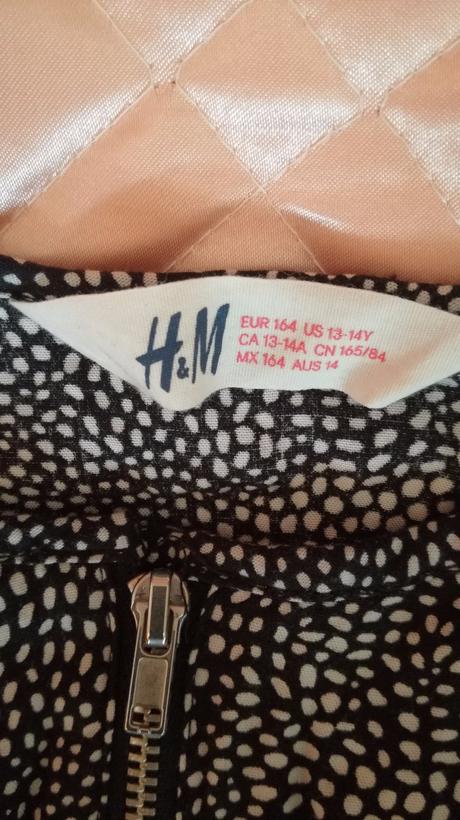 H&M
EUR 164 US 13-14Y
CA 13-14A CN 165/84
MX 164 AUS 14